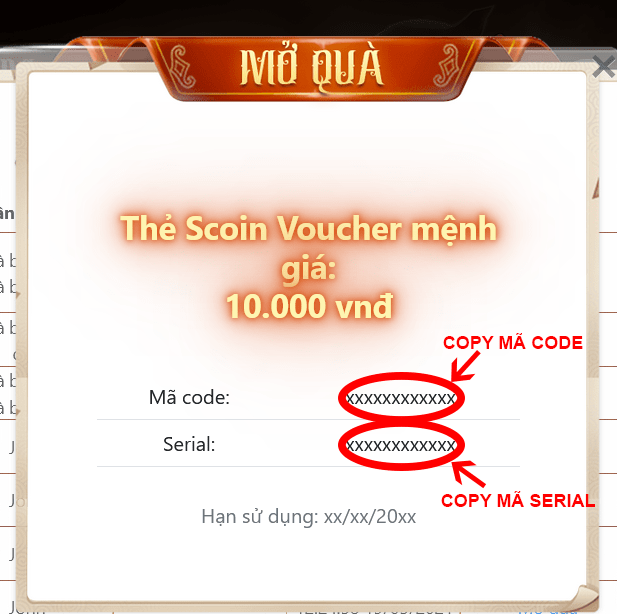 MỞ QUÀ
Thẻ Scoin Voucher mệnh
giá:
10.000 vnđ
COPY MÃ CODE
Mã code: xxxxxxxxxxxx
Serial: xxxxxxxxxxxx
COPY MÃ SERIAL
Hạn sử dụng: xx/xx/20xx